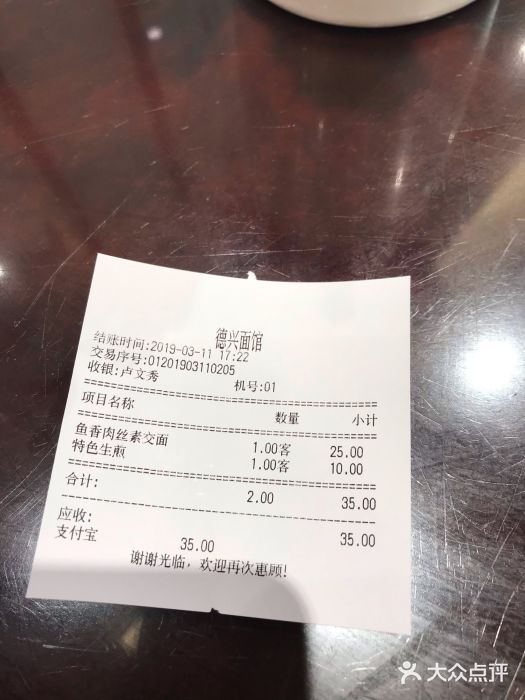 德兴面馆
结账时间:2019-03-11 17:22
交易序号:01201903110205
收银:卢文秀 机号:01
项目名称 数量 小计
鱼香肉丝素交面 1.00客 25.00
特色生煎 1.00客 10.00
合计: 2.00 35.00
应收: 35.00
支付宝 35.00
谢谢光临，欢迎再次惠顾!
大众点评